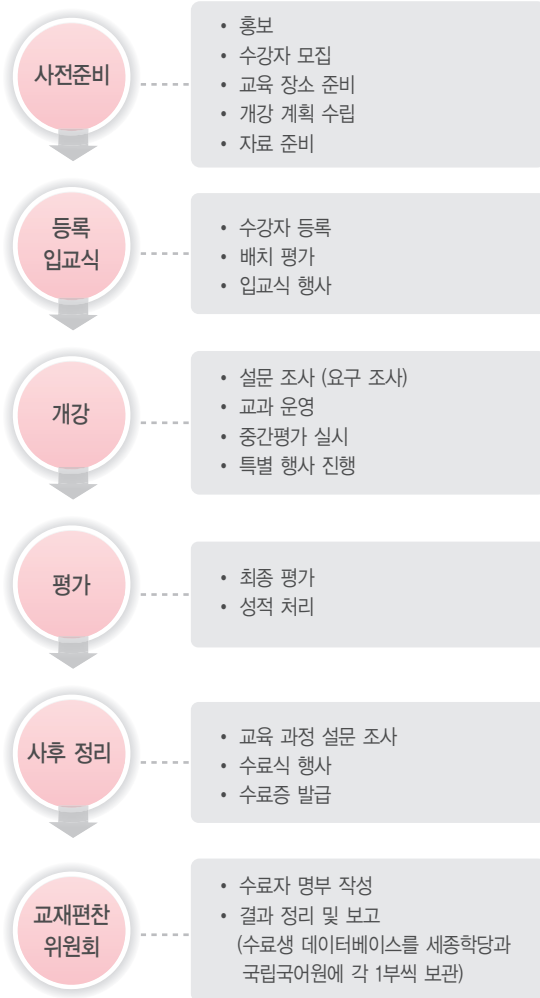 사전준비
• 홍보
• 수강자 모집
• 교육 장소 준비
• 개강 계획 수립
• 자료 준비
등록
입교식
• 수강자 등록
• 배치 평가
• 입교식 행사
개강
• 설문 조사 (요구 조사)
• 교과 운영
• 중간평가 실시
• 특별 행사 진행
평가
• 최종 평가
• 성적 처리
사후 정리
• 교육 과정 설문 조사
• 수료식 행사
• 수료증 발급
교재편찬
위원회
• 수료자 명부 작성
• 결과 정리 및 보고
(수료생 데이터베이스를 세종학당과
국립국어원에 각 1부씩 보관)